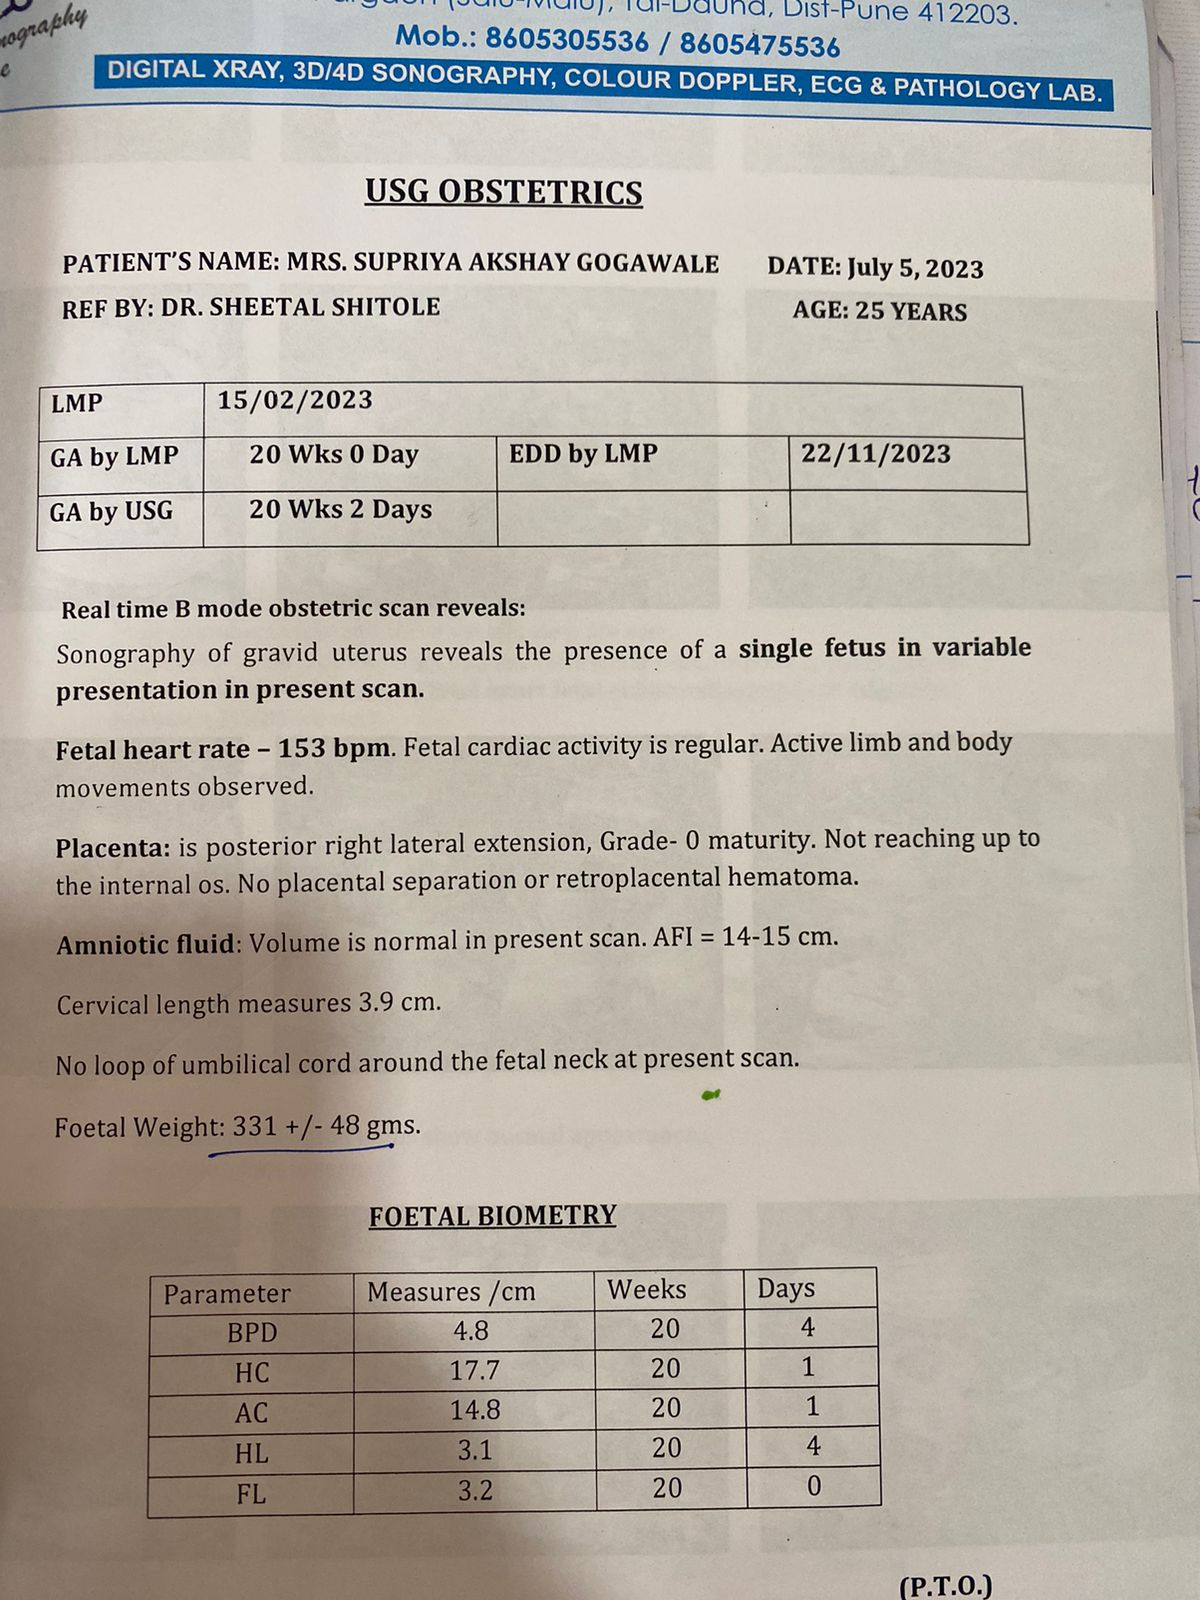 nography
(Salu-Malu), Tal-Daund, Dist-Pune 412203.
Mob.: 8605305536 / 8605475536
DIGITAL XRAY, 3D/4D SONOGRAPHY, COLOUR DOPPLER, ECG & PATHOLOGY LAB.
USG OBSTETRICS
PATIENT'S NAME: MRS. SUPRIYA AKSHAY GOGAWALE DATE: July 5, 2023
REF BY: DR. SHEETAL SHITOLE AGE: 25 YEARS
LMP 15/02/2023
GA by LMP 20 Wks 0 Day EDD by LMP 22/11/2023
GA by USG 20 Wks 2 Days
Real time B mode obstetric scan reveals:
Sonography of gravid uterus reveals the presence of a single fetus in variable
presentation in present scan.
Fetal heart rate – 153 bpm. Fetal cardiac activity is regular. Active limb and body
movements observed.
Placenta: is posterior right lateral extension, Grade- 0 maturity. Not reaching up to
the internal os. No placental separation or retroplacental hematoma.
Amniotic fluid: Volume is normal in present scan. AFI = 14-15 cm.
Cervical length measures 3.9 cm.
No loop of umbilical cord around the fetal neck at present scan.
Foetal Weight: 331 +/- 48 gms.
FOETAL BIOMETRY
Parameter Measures /cm Weeks Days
BPD 4.8 20 4
HC 17.7 20 1
AC 14.8 20 1
HL 3.1 20 4
FL 3.2 20 0
(P.T.O.)